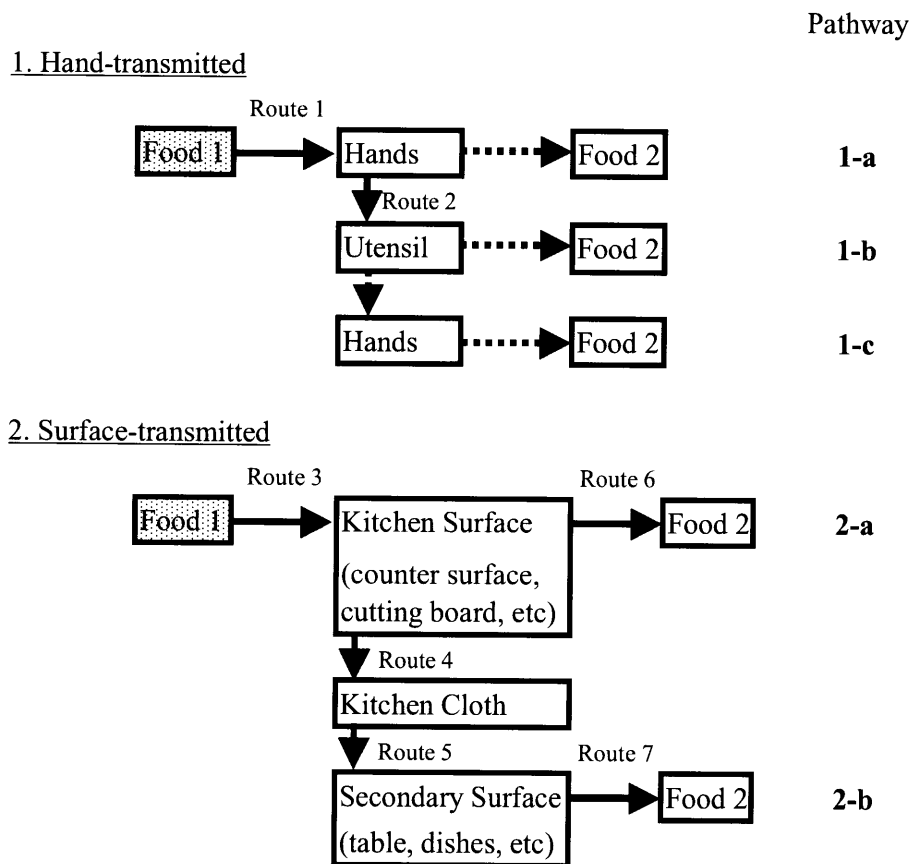 Pathway
1. Hand-transmitted
Route 1
Food 1
Hands
Food 2
1-a
Route 2
Utensil
Food 2
1-b
Hands
Food 2
1-c
2. Surface-transmitted
Route 3
Route 6
Food 1
Kitchen Surface
(counter surface,
cutting board, etc)
Food 2
2-a
Route 4
Kitchen Cloth
Route 5
Route 7
Secondary Surface
(table, dishes, etc)
Food 2
2-b